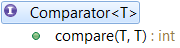 Comparator<T>
compare(T, T) : int